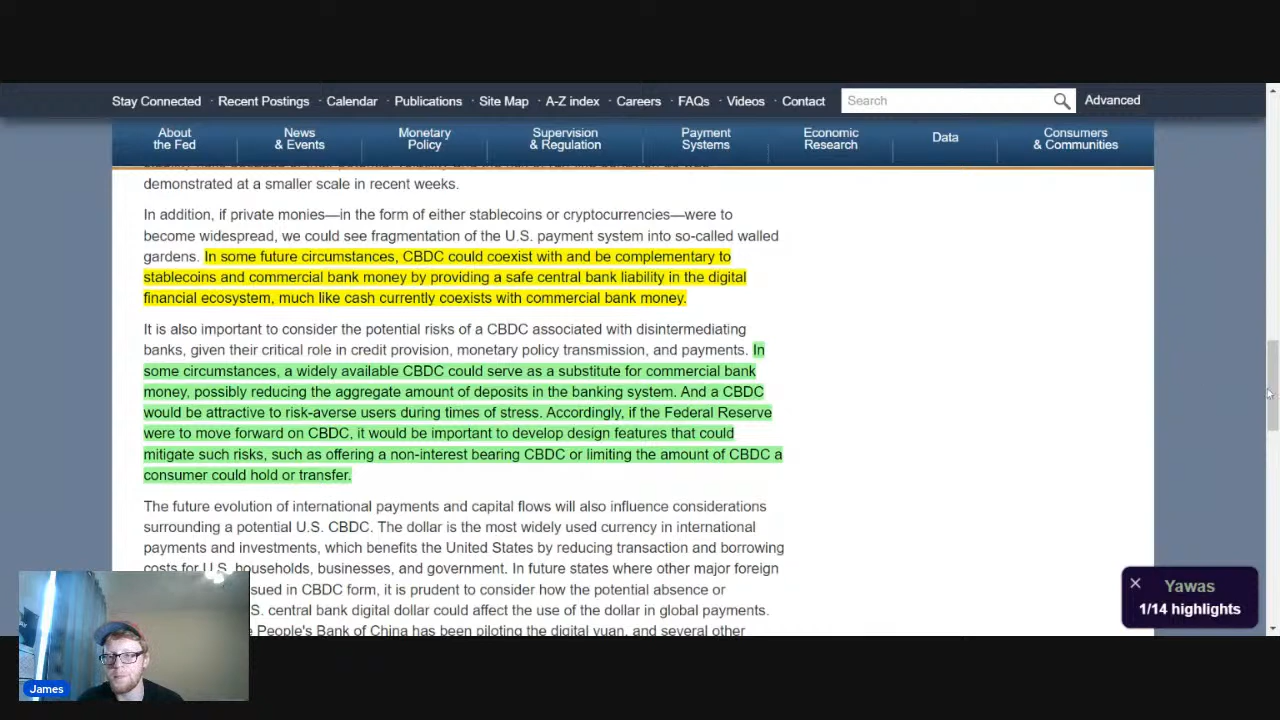 Stay Connected · Recent Postings · Calendar · Publications · Site Map · A-Z index · Careers · FAQs · Videos · Contact Search Advanced
About the Fed
News & Events
Monetary Policy
Supervision & Regulation
Payment Systems
Economic Research
Data
Consumers & Communities
demonstrated at a smaller scale in recent weeks.
In addition, if private monies—in the form of either stablecoins or cryptocurrencies—were to
become widespread, we could see fragmentation of the U.S. payment system into so-called walled
gardens. In some future circumstances, CBDC could coexist with and be complementary to
stablecoins and commercial bank money by providing a safe central bank liability in the digital
financial ecosystem, much like cash currently coexists with commercial bank money.
It is also important to consider the potential risks of a CBDC associated with disintermediating
banks, given their critical role in credit provision, monetary policy transmission, and payments. In
some circumstances, a widely available CBDC could serve as a substitute for commercial bank
money, possibly reducing the aggregate amount of deposits in the banking system. And a CBDC
would be attractive to risk-averse users during times of stress. Accordingly, if the Federal Reserve
were to move forward on CBDC, it would be important to develop design features that could
mitigate such risks, such as offering a non-interest bearing CBDC or limiting the amount of CBDC a
consumer could hold or transfer.
The future evolution of international payments and capital flows will also influence considerations
surrounding a potential U.S. CBDC. The dollar is the most widely used currency in international
payments and investments, which benefits the United States by reducing transaction and borrowing
costs for U.S. households, businesses, and government. In future states where other major foreign
sued in CBDC form, it is prudent to consider how the potential absence or
S. central bank digital dollar could affect the use of the dollar in global payments.
People's Bank of China has been piloting the digital yuan, and several other
Yawas
1/14 highlights
James